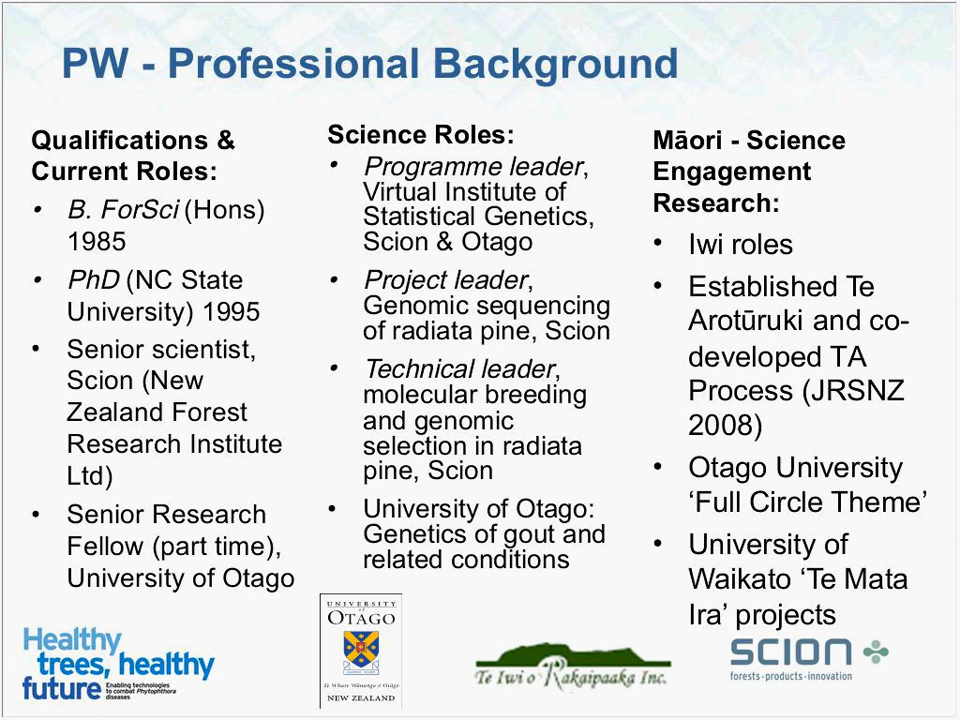 PW - Professional Background
Qualifications &
Current Roles:
• B. ForSci (Hons)
1985
• PhD (NC State
University) 1995
• Senior scientist,
Scion (New
Zealand Forest
Research Institute
Ltd)
• Senior Research
Fellow (part time),
University of Otago
Science Roles:
• Programme leader,
Virtual Institute of
Statistical Genetics,
Scion & Otago
• Project leader,
Genomic sequencing
of radiata pine, Scion
• Technical leader,
molecular breeding
and genomic
selection in radiata
pine, Scion
• University of Otago:
Genetics of gout and
related conditions
Māori - Science
Engagement
Research:
• Iwi roles
• Established Te
Arotūruki and co-
developed TA
Process (JRSNZ
2008)
• Otago University
‘Full Circle Theme’
• University of
Waikato ‘Te Mata
Ira’ projects
Healthy
trees, healthy
future
Enabling technologies
to combat Phytophthora
diseases
UNIVERSITY
of
OTAGO
Te Whare Wānanga o Otāgo
NEW ZEALAND
Te Iwi o Rakaipaaka Inc.
SCION
forests · products · innovation